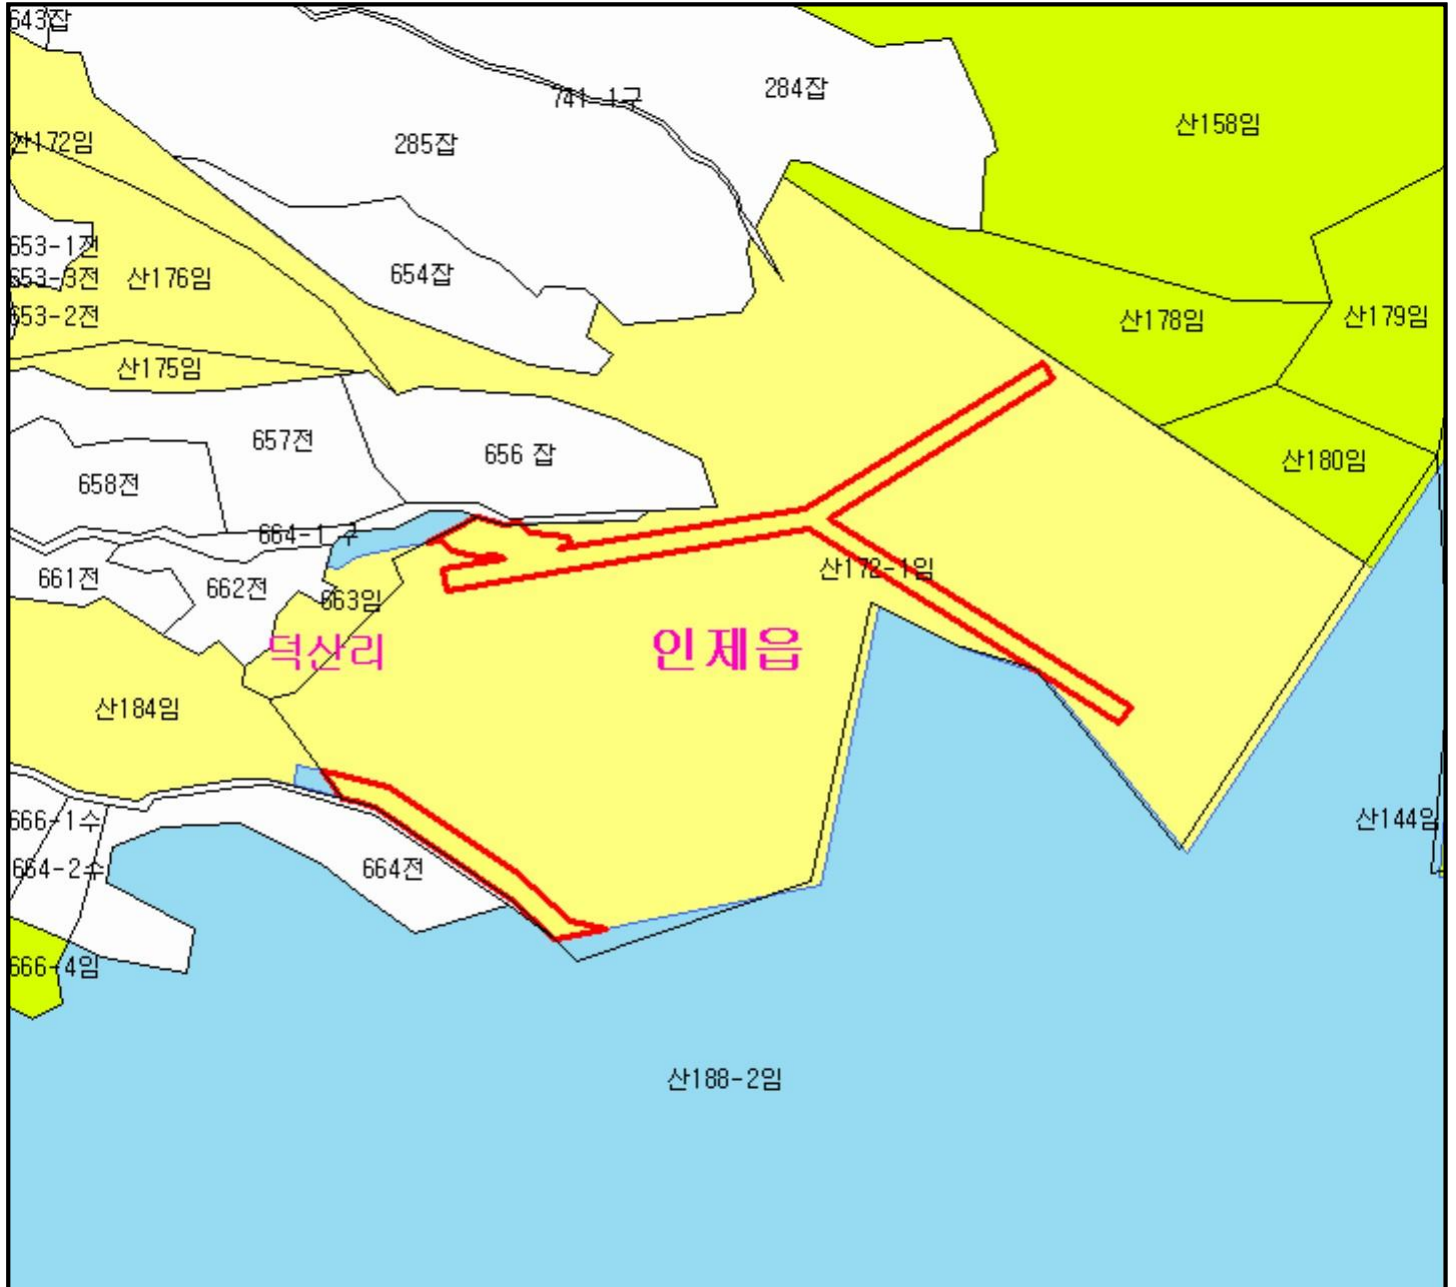 643잡
741-1구
284잡
산158임
산172임
285잡
653-1전
653-3전
산176임
654잡
653-2전
산178임
산179임
산175임
657전
656 잡
산180임
658전
664-1 구
661전
662전
663임
산172-1임
덕산리
인제읍
산184임
666-1수
산144임
664-2수
664전
666-4임
산188-2임